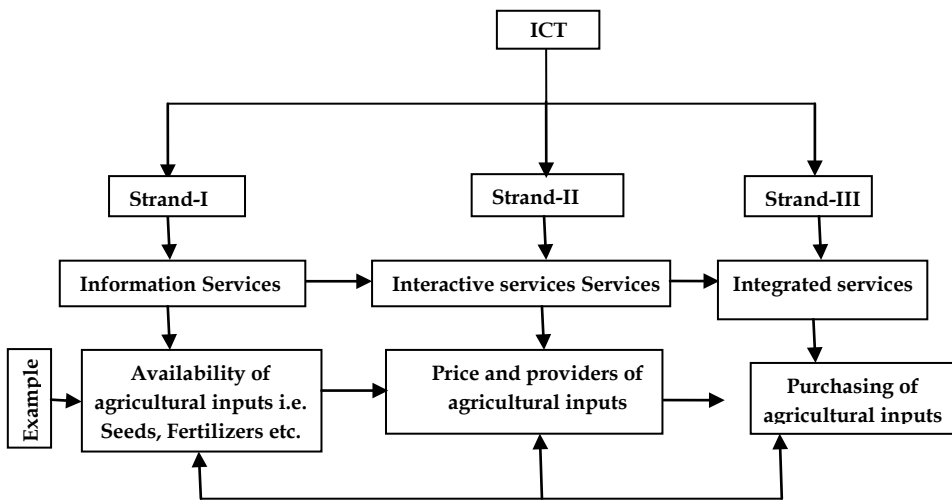 ICT
Strand-I
Strand-II
Strand-III
Information Services
Interactive services Services
Integrated services
Example
Availability of
agricultural inputs i.e.
Seeds, Fertilizers etc.
Price and providers of
agricultural inputs
Purchasing of
agricultural inputs